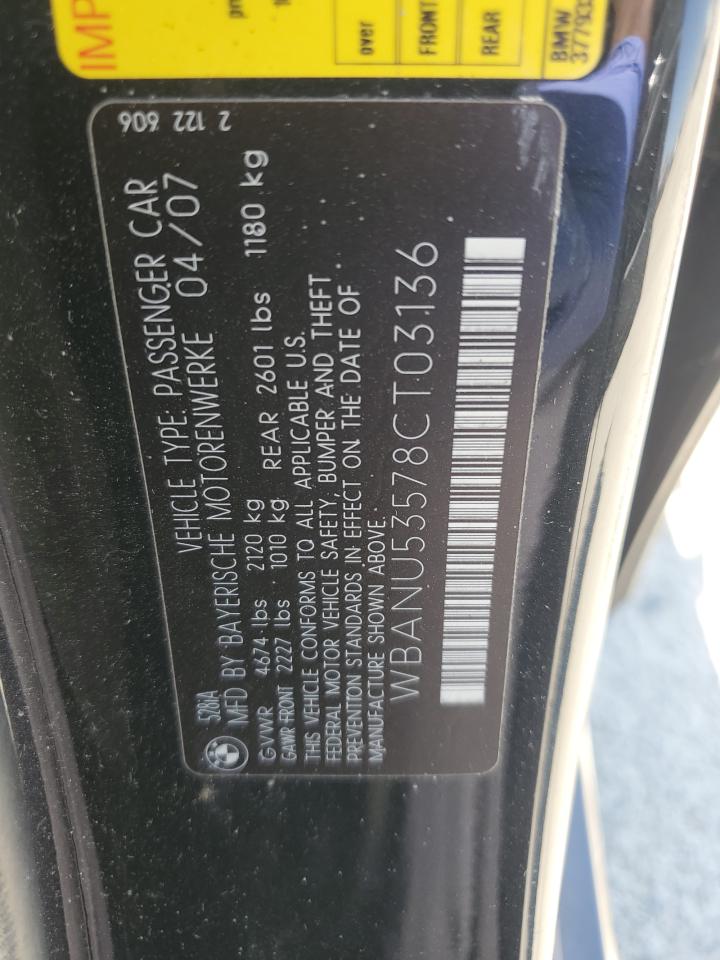 IMP
over
FRONT
REAR
BMW
2 122 606
528iA
VEHICLE TYPE: PASSENGER CAR
MFD BY BAYERISCHE MOTORENWERKE 04/07
GVWR 4674 lbs 2120 kg
GAWR-FRONT 2227 lbs 1010 kg REAR 2601 lbs 1180 kg
THIS VEHICLE CONFORMS TO ALL APPLICABLE U.S.
FEDERAL MOTOR VEHICLE SAFETY, BUMPER AND THEFT
PREVENTION STANDARDS IN EFFECT ON THE DATE OF
MANUFACTURE SHOWN ABOVE.
WBANU53578CT03136